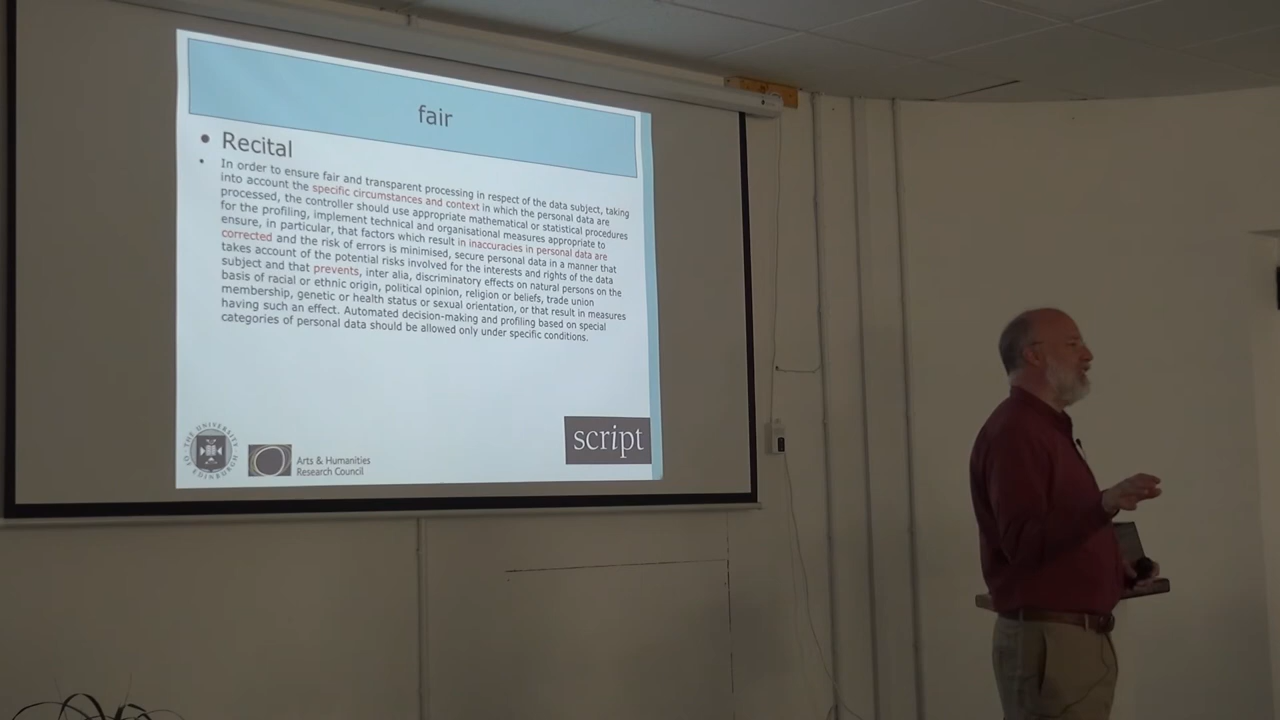 fair
• Recital
• In order to ensure fair and transparent processing in respect of the data subject, taking
into account the specific circumstances and context in which the personal data are
processed, the controller should use appropriate mathematical or statistical procedures
for the profiling, implement technical and organisational measures appropriate to
ensure, in particular, that factors which result in inaccuracies in personal data are
corrected and the risk of errors is minimised, secure personal data in a manner that
takes account of the potential risks involved for the interests and rights of the data
subject and that prevents, inter alia, discriminatory effects on natural persons on the
basis of racial or ethnic origin, political opinion, religion or beliefs, trade union
membership, genetic or health status or sexual orientation, or that result in measures
having such an effect. Automated decision-making and profiling based on special
categories of personal data should be allowed only under specific conditions.
THE UNIVERSITY OF EDINBURGH
Arts & Humanities
Research Council
script